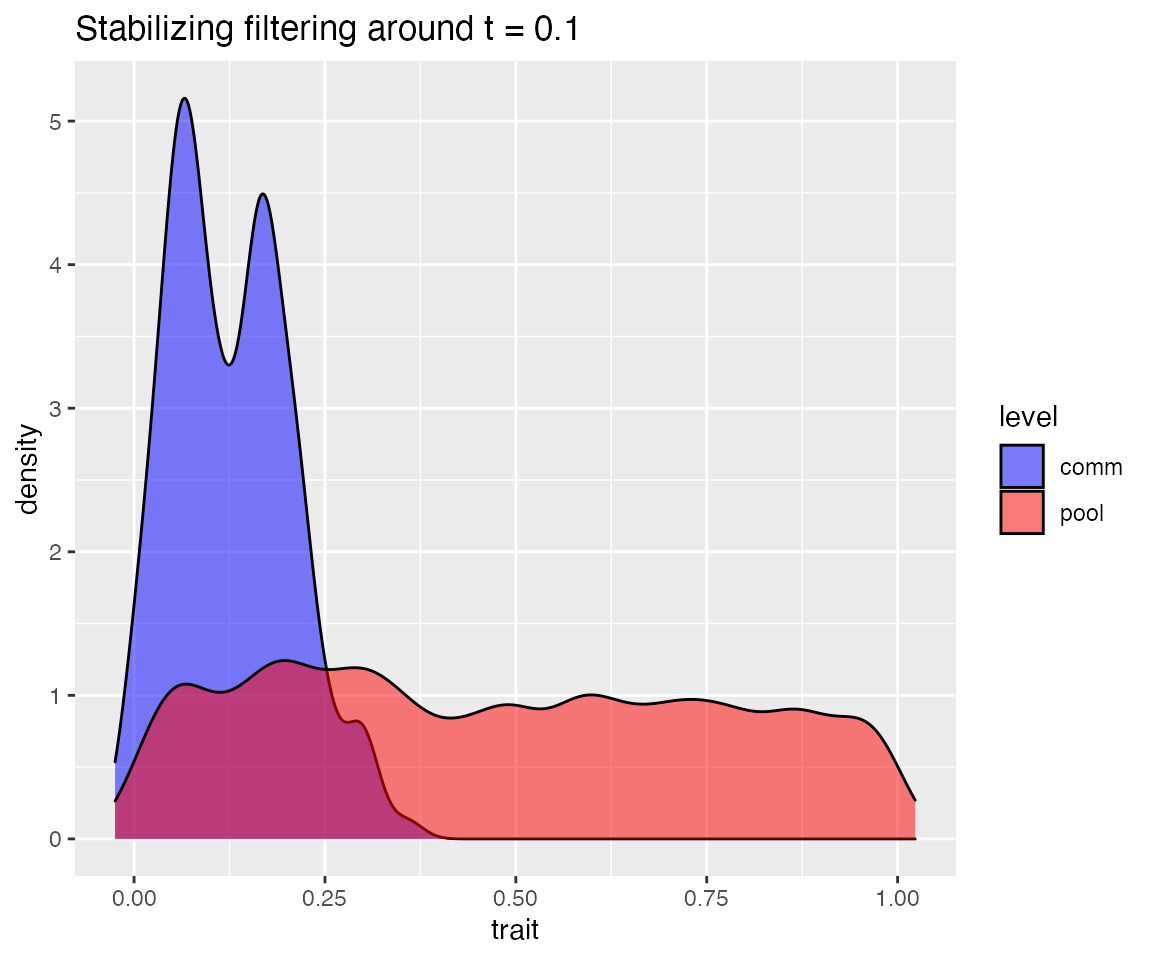 Stabilizing filtering around t = 0.1
5
4
3
2
1
0
density
0.00 0.25 0.50 0.75 1.00
trait
level
comm
pool